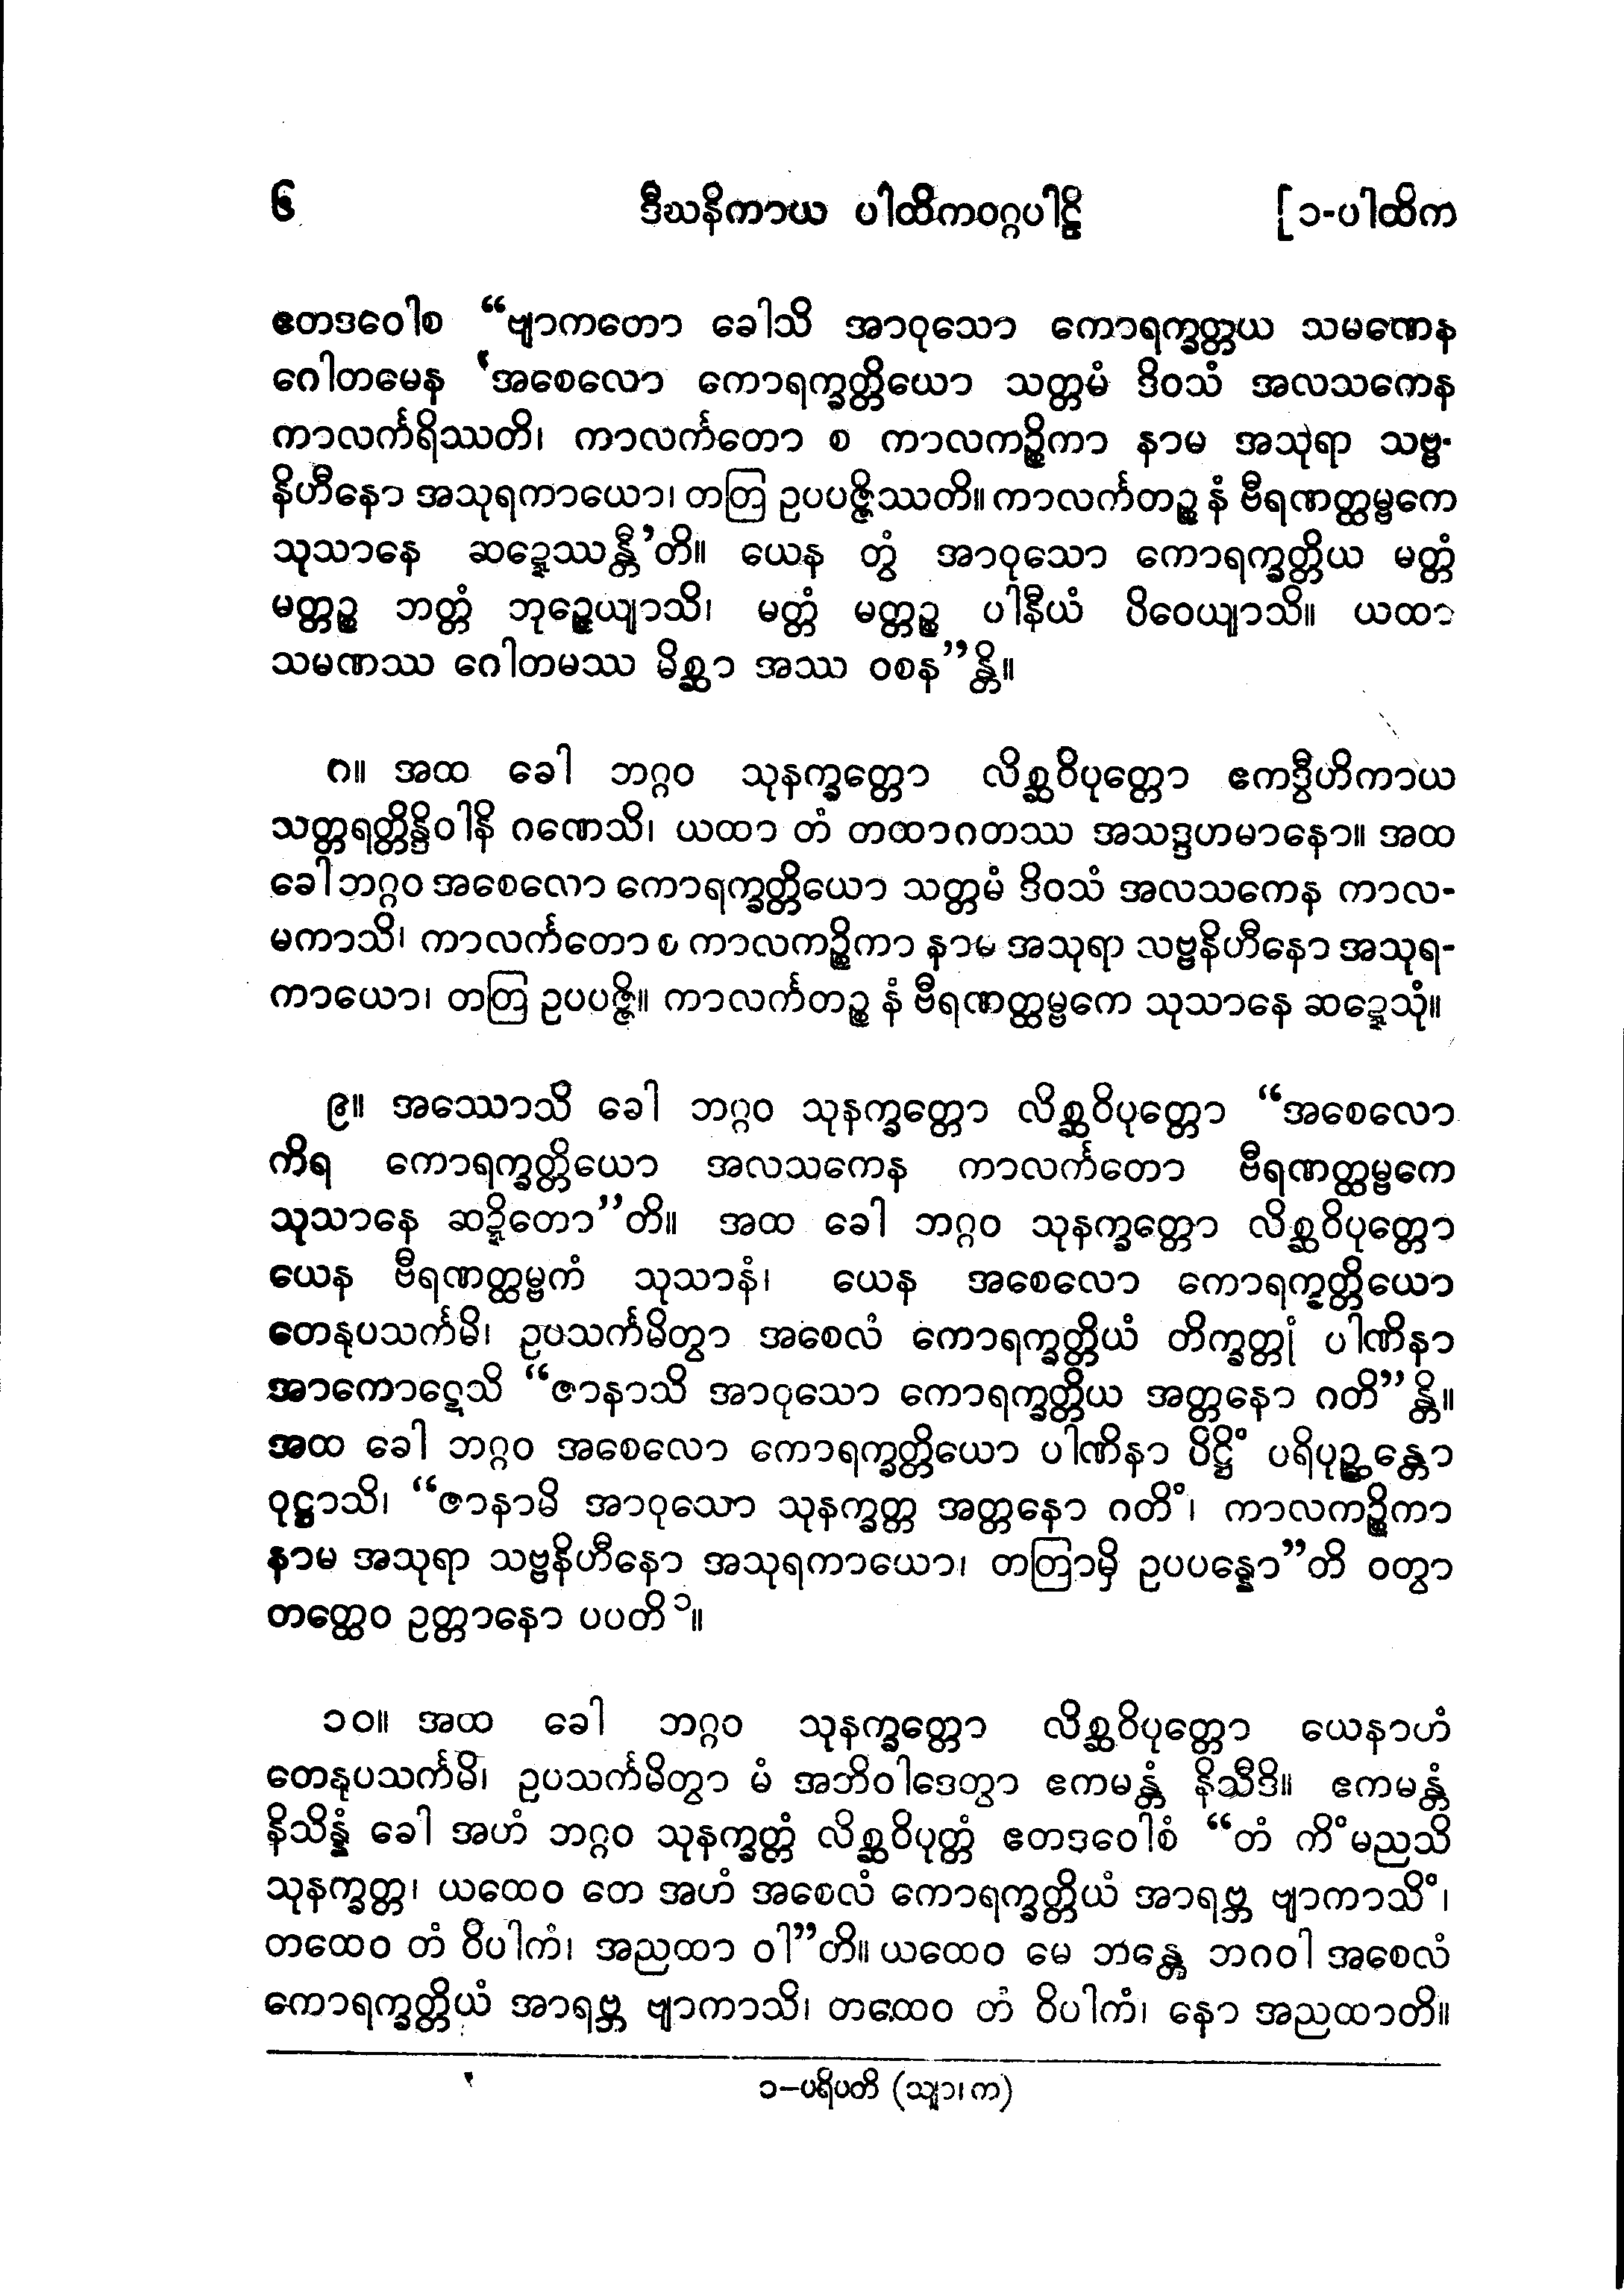 ၆ ဒီဃနိကာယ ပါထိကဝဂ္ဂပါဠိ [၁-ပါထိက
ဧတဒဝေါစ “ဗျာကတော ခေါသိ အာဝုသော ကောရက္ခတ္တယ သမဏေန
ဂေါတမေန ‘အစေလော ကောရက္ခတ္တိယော သတ္တမံ ဒိဝသံ အလသကေန
ကာလင်္ကရိဿတိ၊ ကာလင်္ကတော စ ကာလကဉ္စိကာ နာမ အသုရာ သဗ္ဗ-
နိဟီနော အသုရကာယော၊ တတြ ဥပပဇ္ဇိဿတိ။ ကာလင်္ကတဉ္စ နံ ဗီရဏတ္ထမ္ဗကေ
သုသာနေ ဆဍ္ဍေဿန္တီ’တိ။ ယေန တွံ အာဝုသော ကောရက္ခတ္တိယ မတ္တံ
မတ္တဉ္စ ဘတ္တံ ဘုဉ္ဇေယျာသိ၊ မတ္တံ မတ္တဉ္စ ပါနီယံ ပိဝေယျာသိ။ ယထာ
သမဏဿ ဂေါတမဿ မိစ္ဆာ အဿ ဝစန”န္တိ။
၈။ အထ ခေါ ဘဂ္ဂဝ သုနက္ခတ္တော လိစ္ဆဝိပုတ္တော ဧကဒွီဟိကာယ
သတ္တရတ္တိန္ဒိဝါနိ ဂဏေသိ၊ ယထာ တံ တထာဂတဿ အသဒ္ဒဟမာနော။ အထ
ခေါ ဘဂ္ဂဝ အစေလော ကောရက္ခတ္တိယော သတ္တမံ ဒိဝသံ အလသကေန ကာလ-
မကာသိ၊ ကာလင်္ကတော စ ကာလကဉ္စိကာ နာမ အသုရာ သဗ္ဗနိဟီနော အသုရ-
ကာယော၊ တတြ ဥပပဇ္ဇိ။ ကာလင်္ကတဉ္စ နံ ဗီရဏတ္ထမ္ဗကေ သုသာနေ ဆဍ္ဍေသုံ။
၉။ အဿောသိ ခေါ ဘဂ္ဂဝ သုနက္ခတ္တော လိစ္ဆဝိပုတ္တော “အစေလော
ကိရ ကောရက္ခတ္တိယော အလသကေန ကာလင်္ကတော ဗီရဏတ္ထမ္ဗကေ
သုသာနေ ဆဍ္ဍိတော”တိ။ အထ ခေါ ဘဂ္ဂဝ သုနက္ခတ္တော လိစ္ဆဝိပုတ္တော
ယေန ဗီရဏတ္ထမ္ဗကံ သုသာနံ၊ ယေန အစေလော ကောရက္ခတ္တိယော
တေနုပသင်္ကမိ၊ ဥပသင်္ကမိတွာ အစေလံ ကောရက္ခတ္တိယံ တိက္ခတ္တုံ ပါဏိနာ
အာကောဋေသိ “ဇာနာသိ အာဝုသော ကောရက္ခတ္တိယ အတ္တနော ဂတိ”န္တိ။
အထ ခေါ ဘဂ္ဂဝ အစေလော ကောရက္ခတ္တိယော ပါဏိနာ ပိဋ္ဌိံ ပရိပုဉ္ဆန္တော
ဝုဋ္ဌာသိ၊ “ဇာနာမိ အာဝုသော သုနက္ခတ္တ အတ္တနော ဂတိံ၊ ကာလကဉ္စိကာ
နာမ အသုရာ သဗ္ဗနိဟီနော အသုရကာယော၊ တတြာမှိ ဥပပန္နော”တိ ဝတွာ
တတ္ထေဝ ဥတ္တာနော ပပတိ ၁။
၁၀။ အထ ခေါ ဘဂ္ဂဝ သုနက္ခတ္တော လိစ္ဆဝိပုတ္တော ယေနာဟံ
တေနုပသင်္ကမိ၊ ဥပသင်္ကမိတွာ မံ အဘိဝါဒေတွာ ဧကမန္တံ နိသီဒိ။ ဧကမန္တံ
နိသိန္နံ ခေါ အဟံ ဘဂ္ဂဝ သုနက္ခတ္တံ လိစ္ဆဝိပုတ္တံ ဧတဒဝေါစံ “တံ ကိံ မညသိ
သုနက္ခတ္တ၊ ယထေဝ တေ အဟံ အစေလံ ကောရက္ခတ္တိယံ အာရဗ္ဘ ဗျာကာသိံ၊
တထေဝ တံ ဝိပါကံ၊ အညထာ ဝါ”တိ။ ယထေဝ မေ ဘန္တေ ဘဂဝါ အစေလံ
ကောရက္ခတ္တိယံ အာရဗ္ဘ ဗျာကာသိ၊ တထေဝ တံ ဝိပါကံ၊ နော အညထာတိ။
၁-ပရိပတိ (သျာ၊ က)